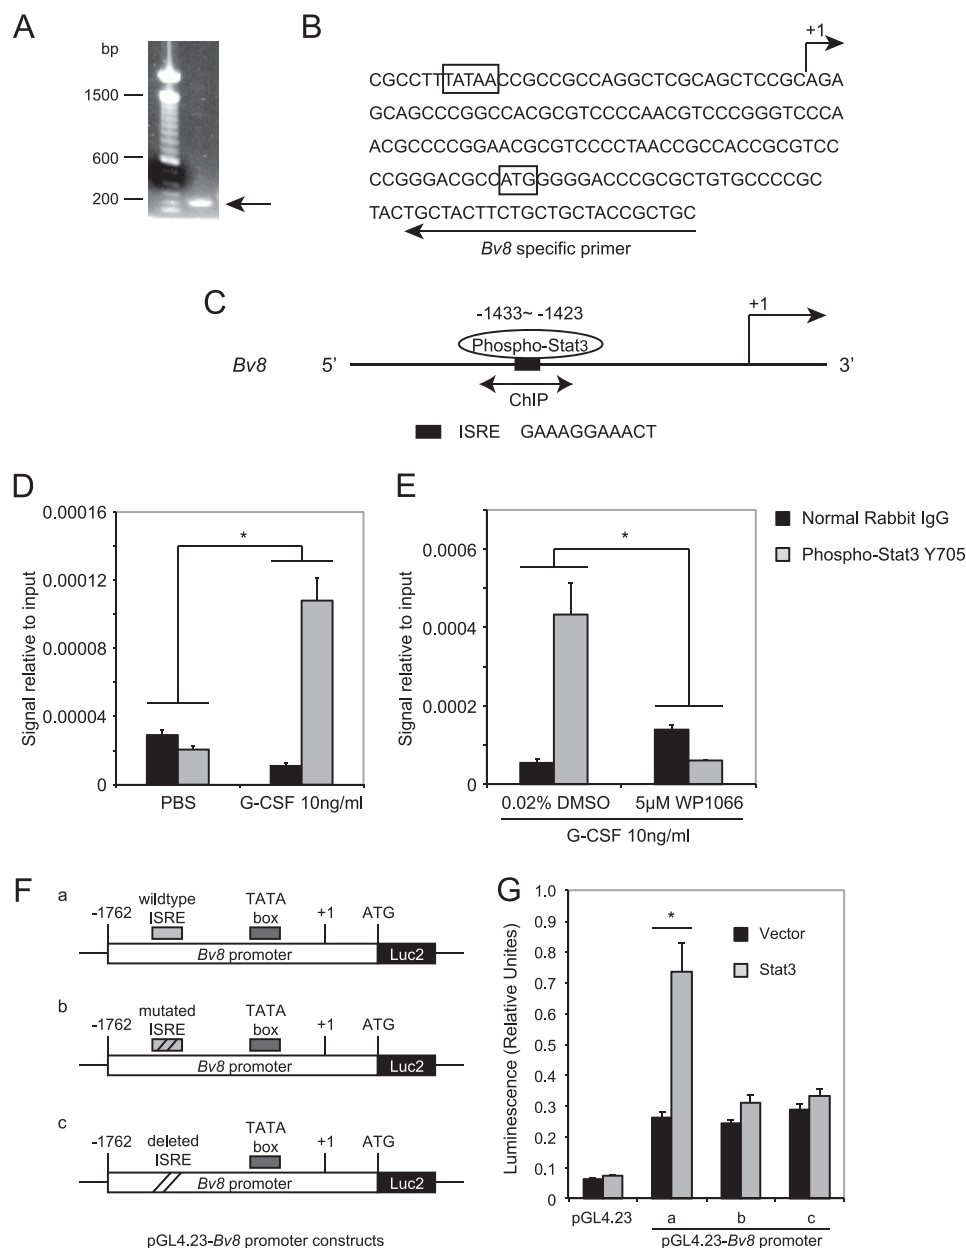 A
bp
1500
600
200
B
+1
CGCCTTTATAACCGCCGCCAGGCTCGCAGCTCCGCAGA
GCAGCCCGGCCACGCGTCCCCAACGTCCCGGGTCCCA
ACGCCCCGGAACGCGTCCCCTAACCGCCACCGCGTCC
CCGGGACGCCATGGGGGACCCGCGCTGTGCCCCGC
TACTGCTACTTCTGCTGCTACCGCTGC
Bv8 specific primer
C
-1433~ -1423
+1
Phospho-Stat3
Bv8 5’ 3’
ChIP
ISRE GAAAGGAAACT
D
Signal relative to input
0.00016
0.00012
0.00008
0.00004
0
*
PBS G-CSF 10ng/ml
E
Signal relative to input
0.0006
0.0004
0.0002
0
*
0.02% DMSO 5μM WP1066
G-CSF 10ng/ml
Normal Rabbit IgG
Phospho-Stat3 Y705
F
a
wildtype TATA
-1762 ISRE box +1 ATG
Bv8 promoter Luc2
b
mutated TATA
-1762 ISRE box +1 ATG
Bv8 promoter Luc2
c
TATA
-1762 deleted box +1 ATG
ISRE
Bv8 promoter Luc2
pGL4.23-Bv8 promoter constructs
G
Luminescence (Relative Unites)
1.0
0.9
0.8
0.7
0.6
0.5
0.4
0.3
0.2
0.1
0
*
Vector
Stat3
pGL4.23 a b c
pGL4.23-Bv8 promoter